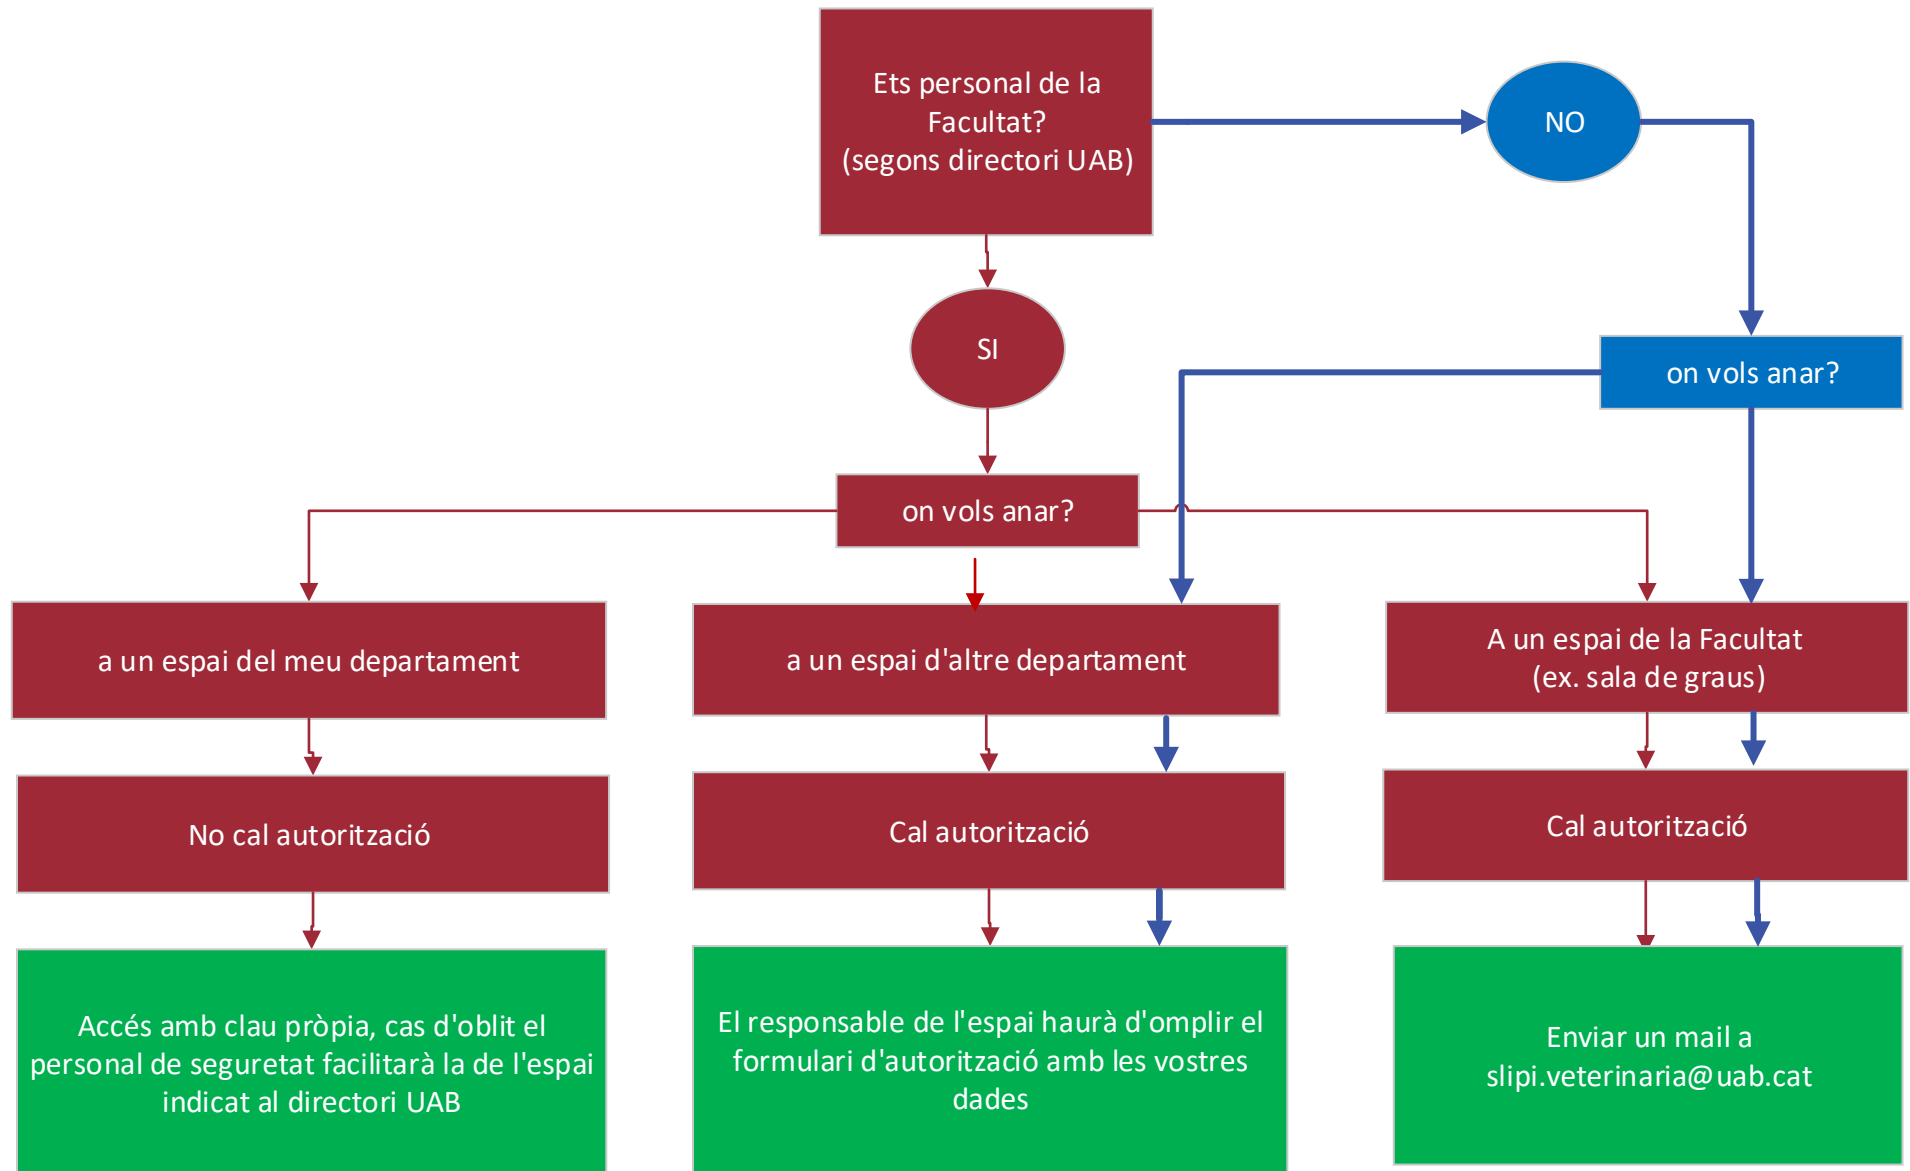 Ets personal de la
Facultat?
(segons directori UAB)
NO
SI
on vols anar?
on vols anar?
a un espai del meu departament
a un espai d'altre departament
A un espai de la Facultat
(ex. sala de graus)
No cal autorització
Cal autorització
Cal autorització
Accés amb clau pròpia, cas d'oblit el
personal de seguretat facilitarà la de l'espai
indicat al directori UAB
El responsable de l'espai haurà d'omplir el
formulari d'autorització amb les vostres
dades
Enviar un mail a
slipi.veterinaria@uab.cat